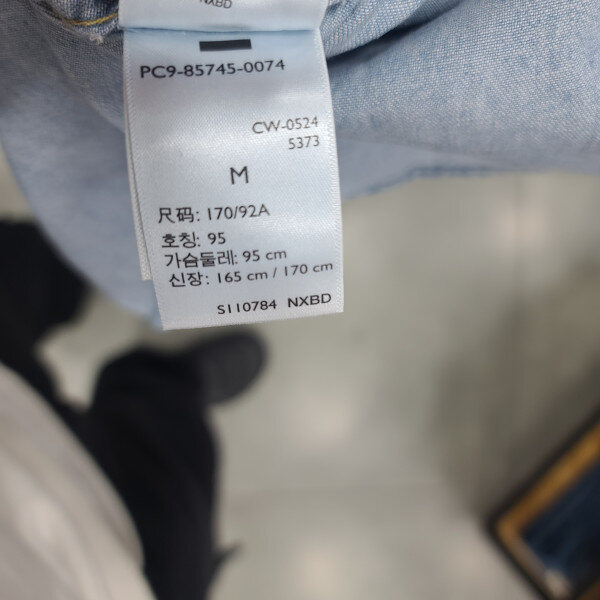 NXBD
PC9-85745-0074
CW-0524
5373
M
尺码: 170/92A
호칭: 95
가슴둘레: 95 cm
신장: 165 cm / 170 cm
S110784 NXBD